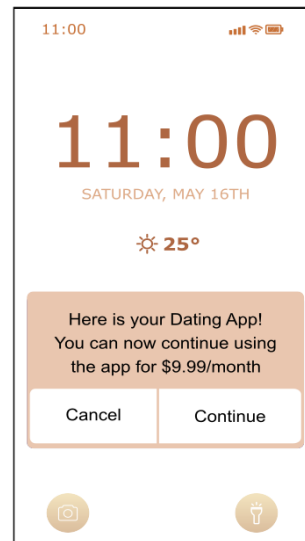 11:00
11:00
SATURDAY, MAY 16TH
25°
Here is your Dating App!
You can now continue using
the app for $9.99/month
Cancel
Continue